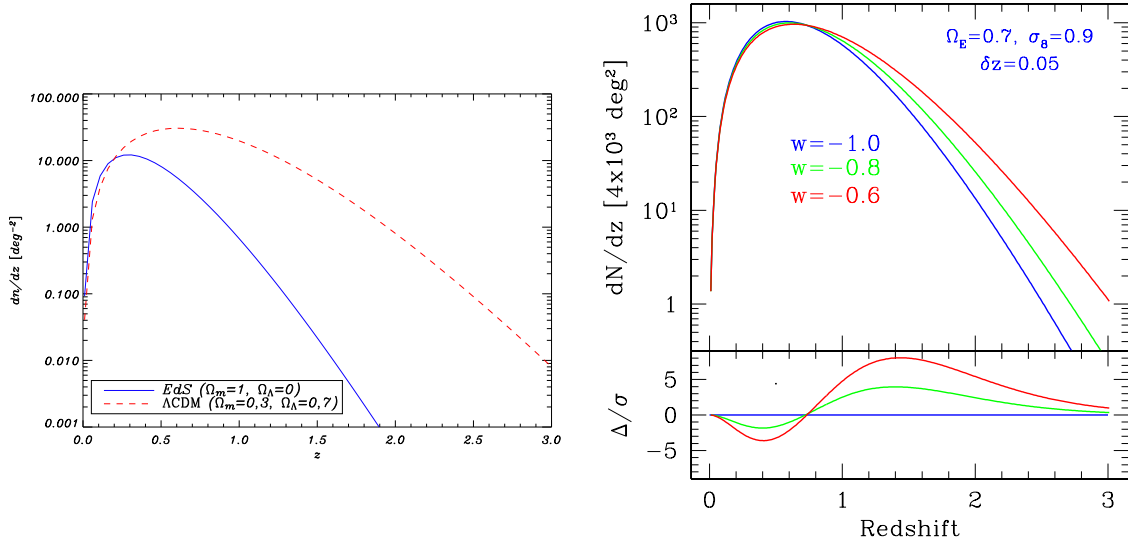 100.000
10.000
1.000
0.100
0.010
0.001
dn/dz [deg⁻²]
EdS (Ωₘ=1, Ω_Λ=0)
ΛCDM (Ωₘ=0,3, Ω_Λ=0,7)
0.0 0.5 1.0 1.5 2.0 2.5 3.0
z
10³
10²
10¹
1
dN/dz [4x10³ deg²]
Ω_E=0.7, σ₈=0.9
δz=0.05
w=−1.0
w=−0.8
w=−0.6
5
0
−5
Δ/σ
0 1 2 3
Redshift